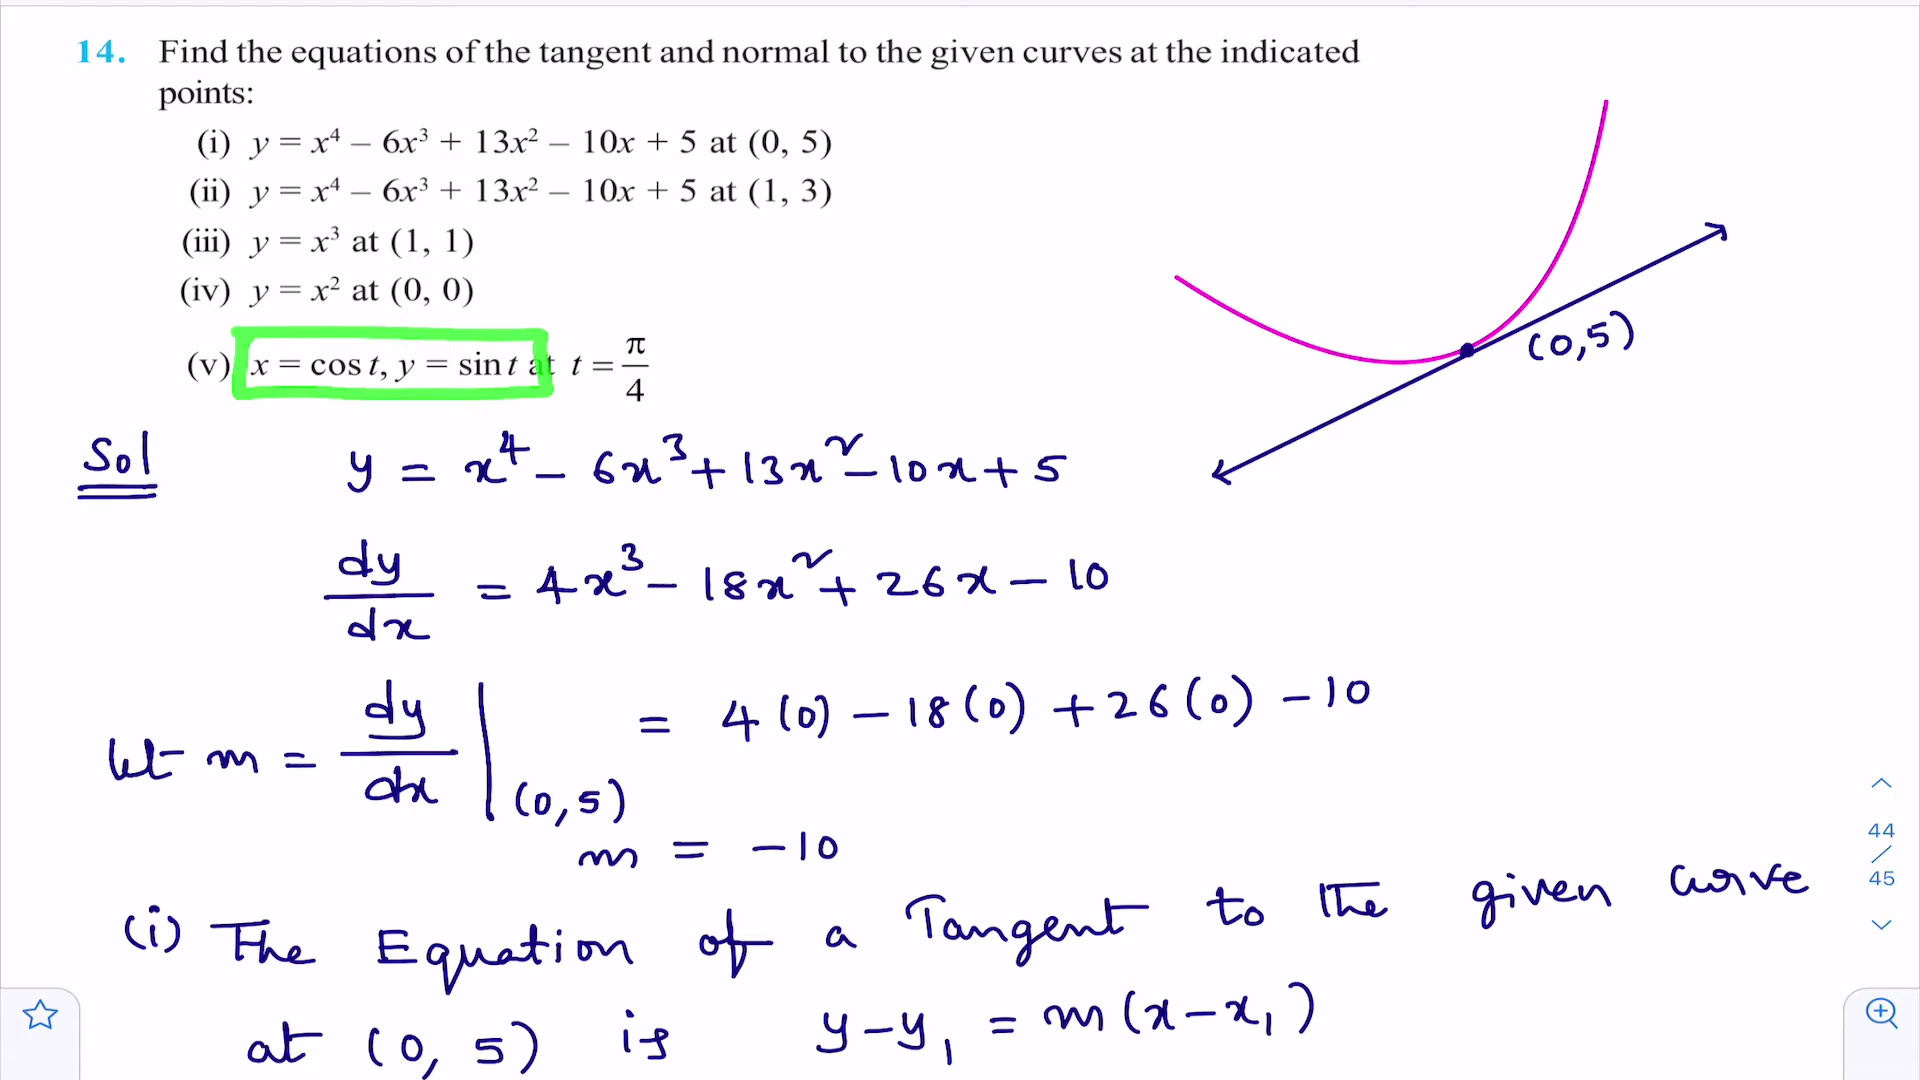 14. Find the equations of the tangent and normal to the given curves at the indicated
points:
(i) y = x⁴ – 6x³ + 13x² – 10x + 5 at (0, 5)
(ii) y = x⁴ – 6x³ + 13x² – 10x + 5 at (1, 3)
(iii) y = x³ at (1, 1)
(iv) y = x² at (0, 0)
(v) x = cos t, y = sin t at t = π/4
(0,5)
Sol y = x⁴ – 6x³ + 13x² – 10x + 5
dy/dx = 4x³ – 18x² + 26x – 10
let m = dy/dx |(0,5) = 4(0) – 18(0) + 26(0) – 10
m = –10
(i) The Equation of a Tangent to the given curve
at (0, 5) is y – y₁ = m(x – x₁)
44
/
45